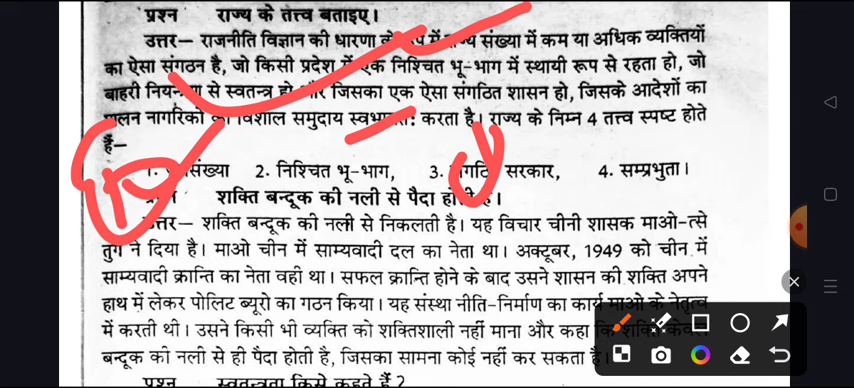 प्रश्न राज्य के तत्त्व बताइए।
उत्तर– राजनीति विज्ञान की धारणा में संख्या में कम या अधिक व्यक्तियों
का ऐसा संगठन है, जो किसी प्रदेश में एक निश्चित भू-भाग में स्थायी रूप से रहता हो, जो
बाहरी से स्वतन्त्र हो और जिसका एक ऐसा संगठित शासन हो, जिसके आदेशों का
नागरिकों का विशाल समुदाय करता है। राज्य के निम्न 4 तत्त्व स्पष्ट होते
हैं–
1. 2. निश्चित भू-भाग, 3. सरकार, 4. सम्प्रभुता।
शक्ति बन्दूक की नली से पैदा होती है।
उत्तर– शक्ति बन्दूक की नली से निकलती है। यह विचार चीनी शासक माओ-त्से
तुंग ने दिया है। माओ चीन में साम्यवादी दल का नेता था। अक्टूबर, 1949 को चीन में
साम्यवादी क्रान्ति का नेता वही था। सफल क्रान्ति होने के बाद उसने शासन की शक्ति अपने
हाथ में लेकर पोलिट ब्यूरो का गठन किया। यह संस्था नीति-निर्माण का कार्य माओ के नेतृत्व
में करती थी। उसने किसी भी व्यक्ति को शक्तिशाली नहीं माना और कहा कि शक्ति केवल
बन्दूक की नली से ही पैदा होती है, जिसका सामना कोई नहीं कर सकता है।
प्रश्न स्वतन्त्रता किसे कहते हैं?